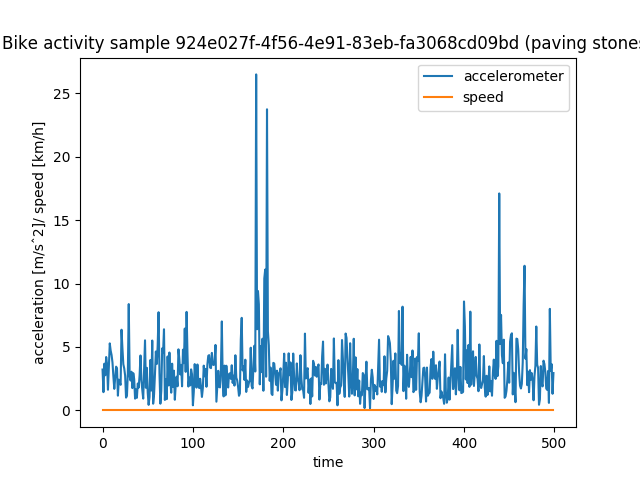 Bike activity sample 924e027f-4f56-4e91-83eb-fa3068cd09bd (paving stones
accelerometer
speed
acceleration [m/sˆ2]/ speed [km/h]
25
20
15
10
5
0
0 100 200 300 400 500
time